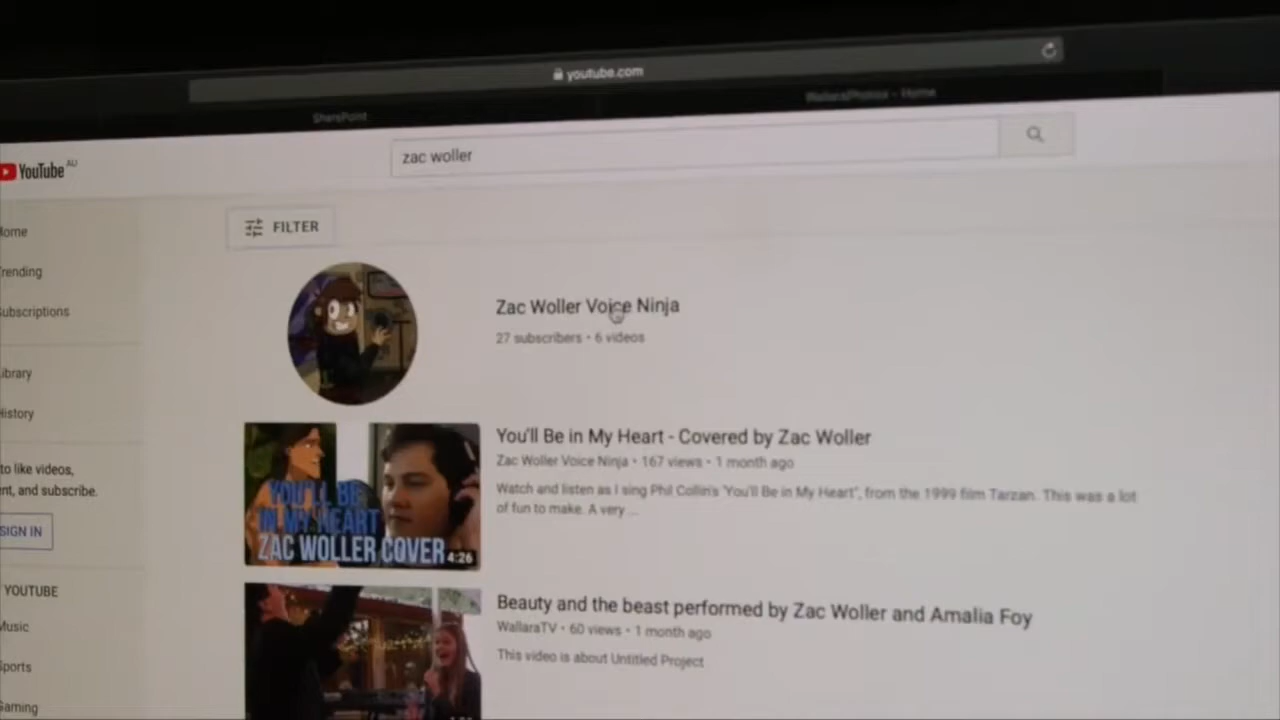 youtube.com
SharePoint
YouTube AU
zac woller
Home
FILTER
Trending
Subscriptions
Zac Woller Voice Ninja
27 subscribers • 6 videos
Library
History
to like videos,
and subscribe.
SIGN IN
You'll Be in My Heart - Covered by Zac Woller
Zac Woller Voice Ninja • 167 views • 1 month ago
Watch and listen as I sing Phil Collin's "You'll Be in My Heart", from the 1999 film Tarzan. This was a lot
of fun to make. A very ...
YOU'LL BE
IN MY HEART
ZAC WOLLER COVER
4:26
YOUTUBE
Music
Sports
Gaming
Beauty and the beast performed by Zac Woller and Amalia Foy
WallaraTV • 60 views • 1 month ago
This video is about Untitled Project